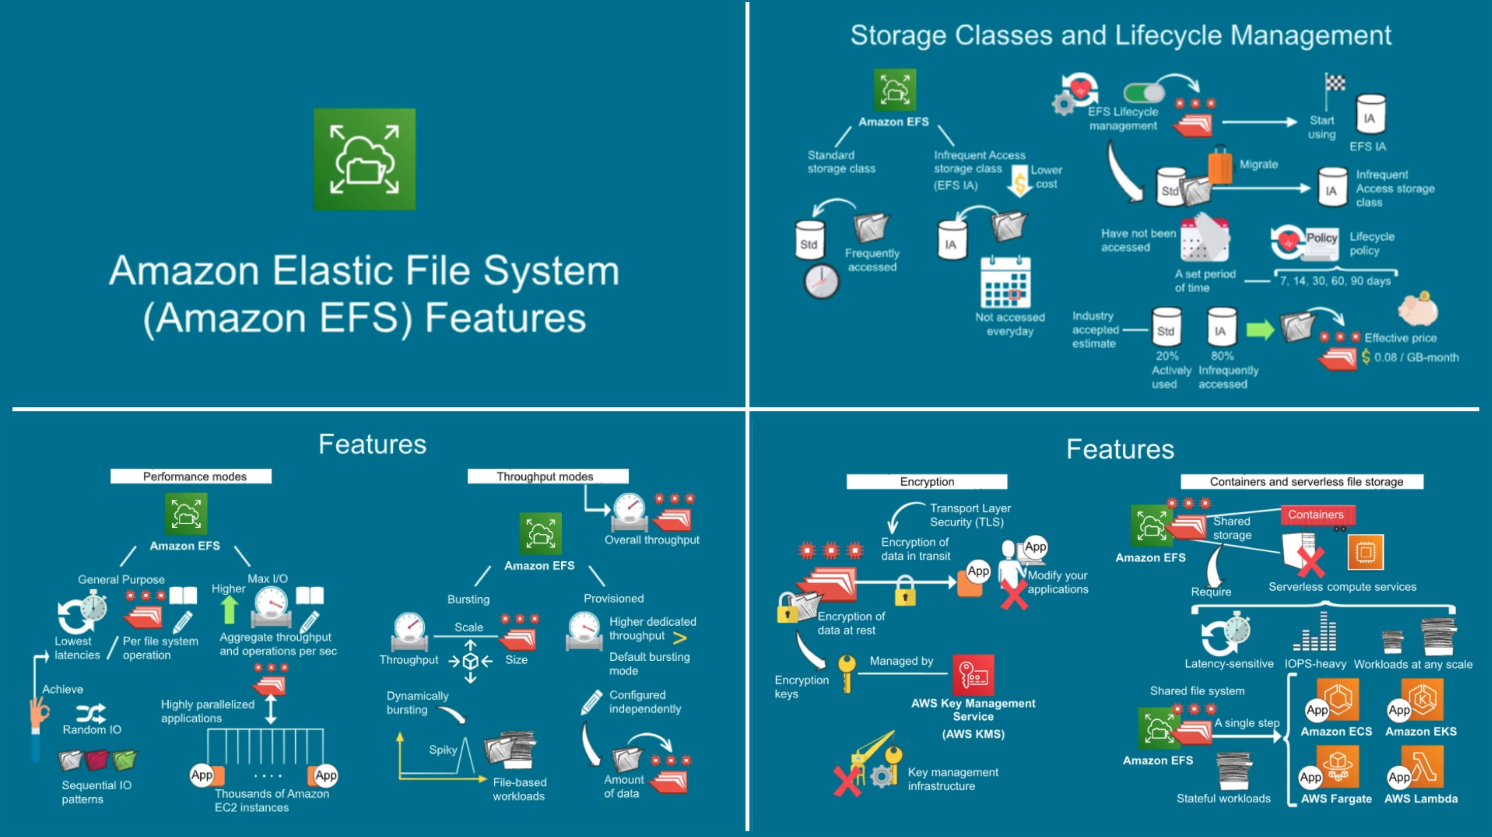 Amazon Elastic File System
(Amazon EFS) Features
Storage Classes and Lifecycle Management
Amazon EFS
Standard
storage class
Infrequent Access
storage class
(EFS IA)
Lower
cost
Std
Frequently
accessed
IA
Not accessed
everyday
EFS Lifecycle
management
Start
using
IA
EFS IA
Std
Migrate
IA
Infrequent
Access storage
class
Have not been
accessed
A set period
of time
Policy
Lifecycle
policy
7, 14, 30, 60, 90 days
Industry
accepted
estimate
Std
20%
Actively
used
IA
80%
Infrequently
accessed
Effective price
$ 0.08 / GB-month
Features
Performance modes
Amazon EFS
General Purpose
Lowest
latencies
Per file system
operation
Achieve
Random IO
Sequential IO
patterns
Max I/O
Higher
Aggregate throughput
and operations per sec
Highly parallelized
applications
App
App
Thousands of Amazon
EC2 instances
Throughput modes
Overall throughput
Amazon EFS
Bursting
Scale
Throughput
Size
Dynamically
bursting
Spiky
File-based
workloads
Provisioned
Higher dedicated
throughput >
Default bursting
mode
Configured
independently
Amount
of data
Features
Encryption
Transport Layer
Security (TLS)
Encryption of
data in transit
App
App
Modify your
applications
Encryption of
data at rest
Encryption
keys
Managed by
AWS Key Management
Service
(AWS KMS)
Key management
infrastructure
Containers and serverless file storage
Amazon EFS
Shared
storage
Containers
Serverless compute services
Require
Latency-sensitive
IOPS-heavy
Workloads at any scale
Shared file system
Amazon EFS
A single step
Stateful workloads
App
Amazon ECS
App
Amazon EKS
App
AWS Fargate
App
AWS Lambda